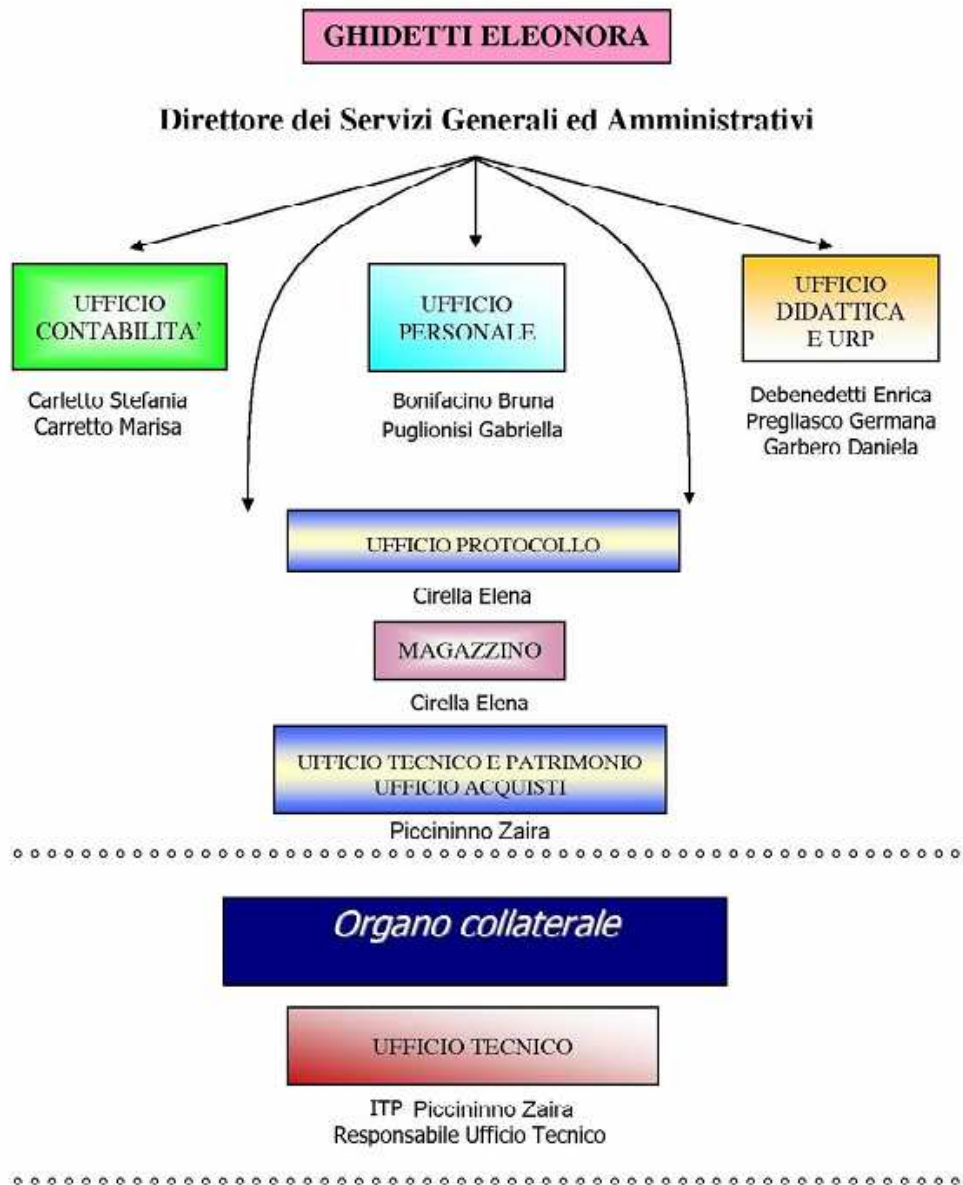 GHIDETTI ELEONORA
Direttore dei Servizi Generali ed Amministrativi
UFFICIO
CONTABILITA'
Carletto Stefania
Carretto Marisa
UFFICIO
PERSONALE
Bonifacino Bruna
Puglionisi Gabriella
UFFICIO
DIDATTICA
E URP
Debenedetti Enrica
Pregliasco Germana
Garbero Daniela
UFFICIO PROTOCOLLO
Cirella Elena
MAGAZZINO
Cirella Elena
UFFICIO TECNICO E PATRIMONIO
UFFICIO ACQUISTI
Piccininno Zaira
Organo collaterale
UFFICIO TECNICO
ITP Piccininno Zaira
Responsabile Ufficio Tecnico